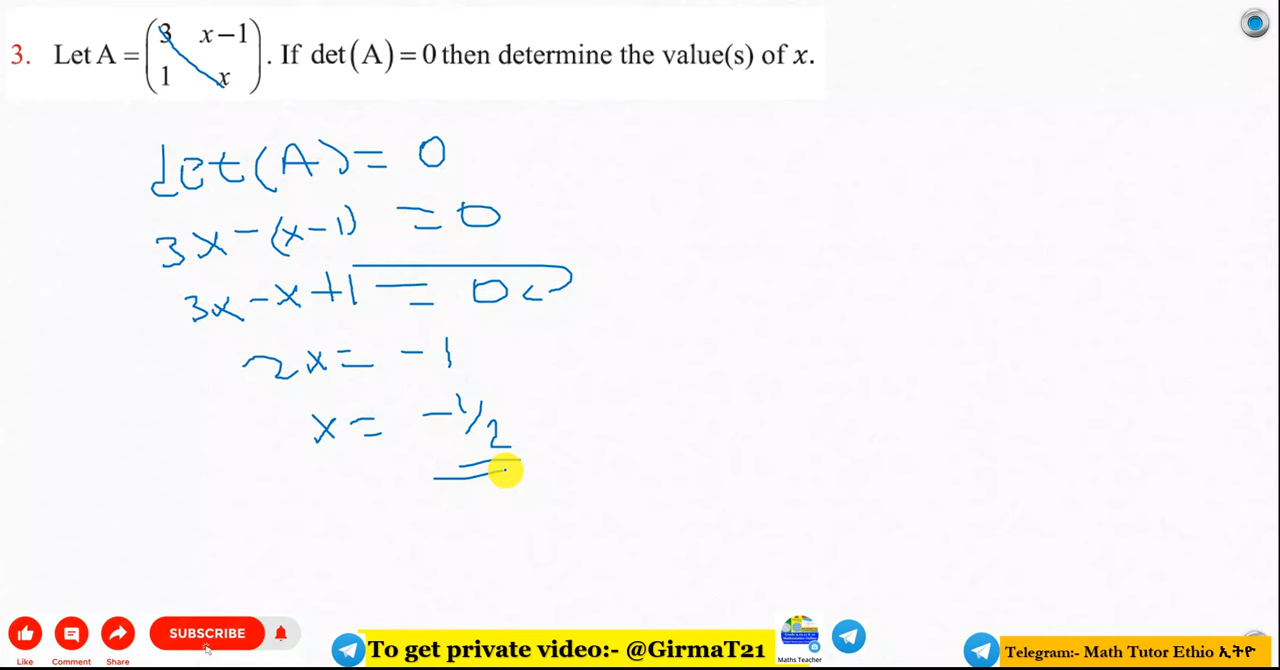 3. Let A = (3 x−1
1 x). If det(A) = 0 then determine the value(s) of x.
det(A) = 0
3x − (x−1) = 0
3x − x + 1 = 0
2x = −1
x = −1/2
Like
Comment
Share
SUBSCRIBE
To get private video:- @GirmaT21
Maths Teacher
Telegram:- Math Tutor Ethio ኢትዮ